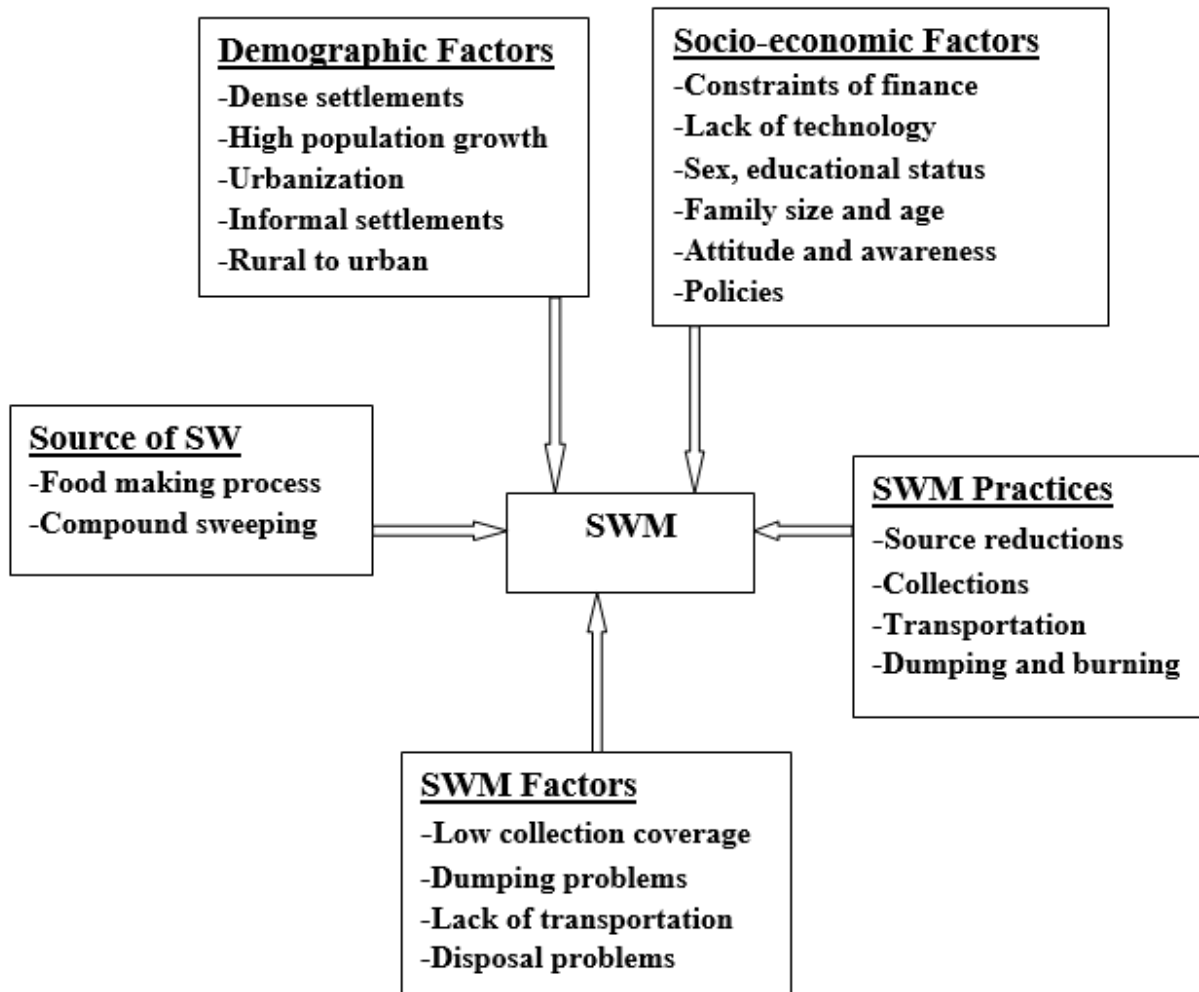 Demographic Factors
-Dense settlements
-High population growth
-Urbanization
-Informal settlements
-Rural to urban
Socio-economic Factors
-Constraints of finance
-Lack of technology
-Sex, educational status
-Family size and age
-Attitude and awareness
-Policies
Source of SW
-Food making process
-Compound sweeping
SWM
SWM Practices
-Source reductions
-Collections
-Transportation
-Dumping and burning
SWM Factors
-Low collection coverage
-Dumping problems
-Lack of transportation
-Disposal problems